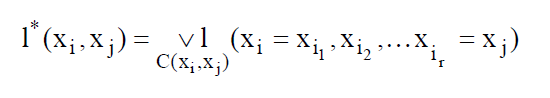 l*(x_i, x_j) = ∨ l (x_i = x_{i_1}, x_{i_2}, ...x_{i_r} = x_j)
C(x_i, x_j)